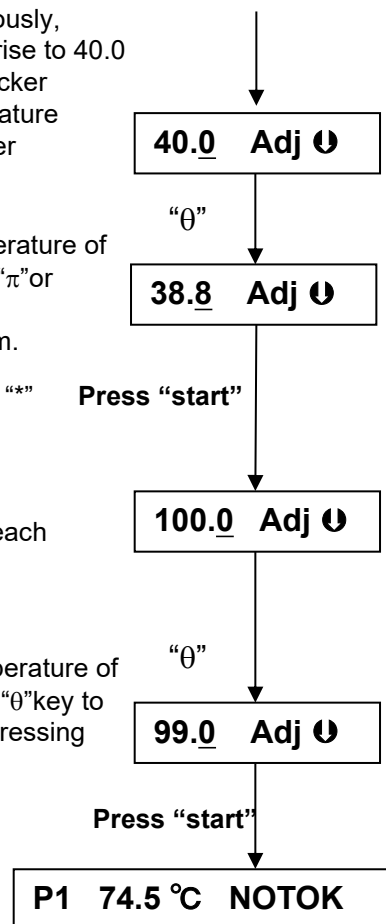 ously,
rise to 40.0
cker
ature
er
40.0 Adj
“θ”
erature of
“π”or
38.8 Adj
n.
“*” Press “start”
100.0 Adj
each
“θ”
perature of
“θ”key to
ressing
99.0 Adj
Press “start”
P1 74.5 ℃ NOTOK